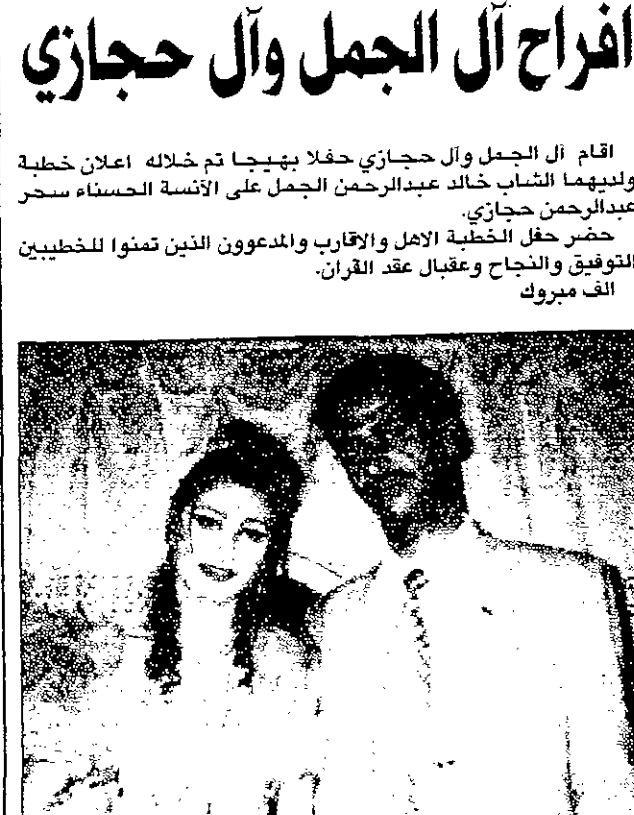 افراح آل الجمل وآل حجازي
اقام آل الجمل وآل حجازي حفلا بهيجا تم خلاله اعلان خطبة
ولديهما الشاب خالد عبدالرحمن الجمل على الآنسة الحسناء سحر
عبدالرحمن حجازي.
حضر حفل الخطبة الاهل والاقارب والمدعوون الذين تمنوا للخطيبين
التوفيق والنجاح وعقبال عقد القران.
الف مبروك